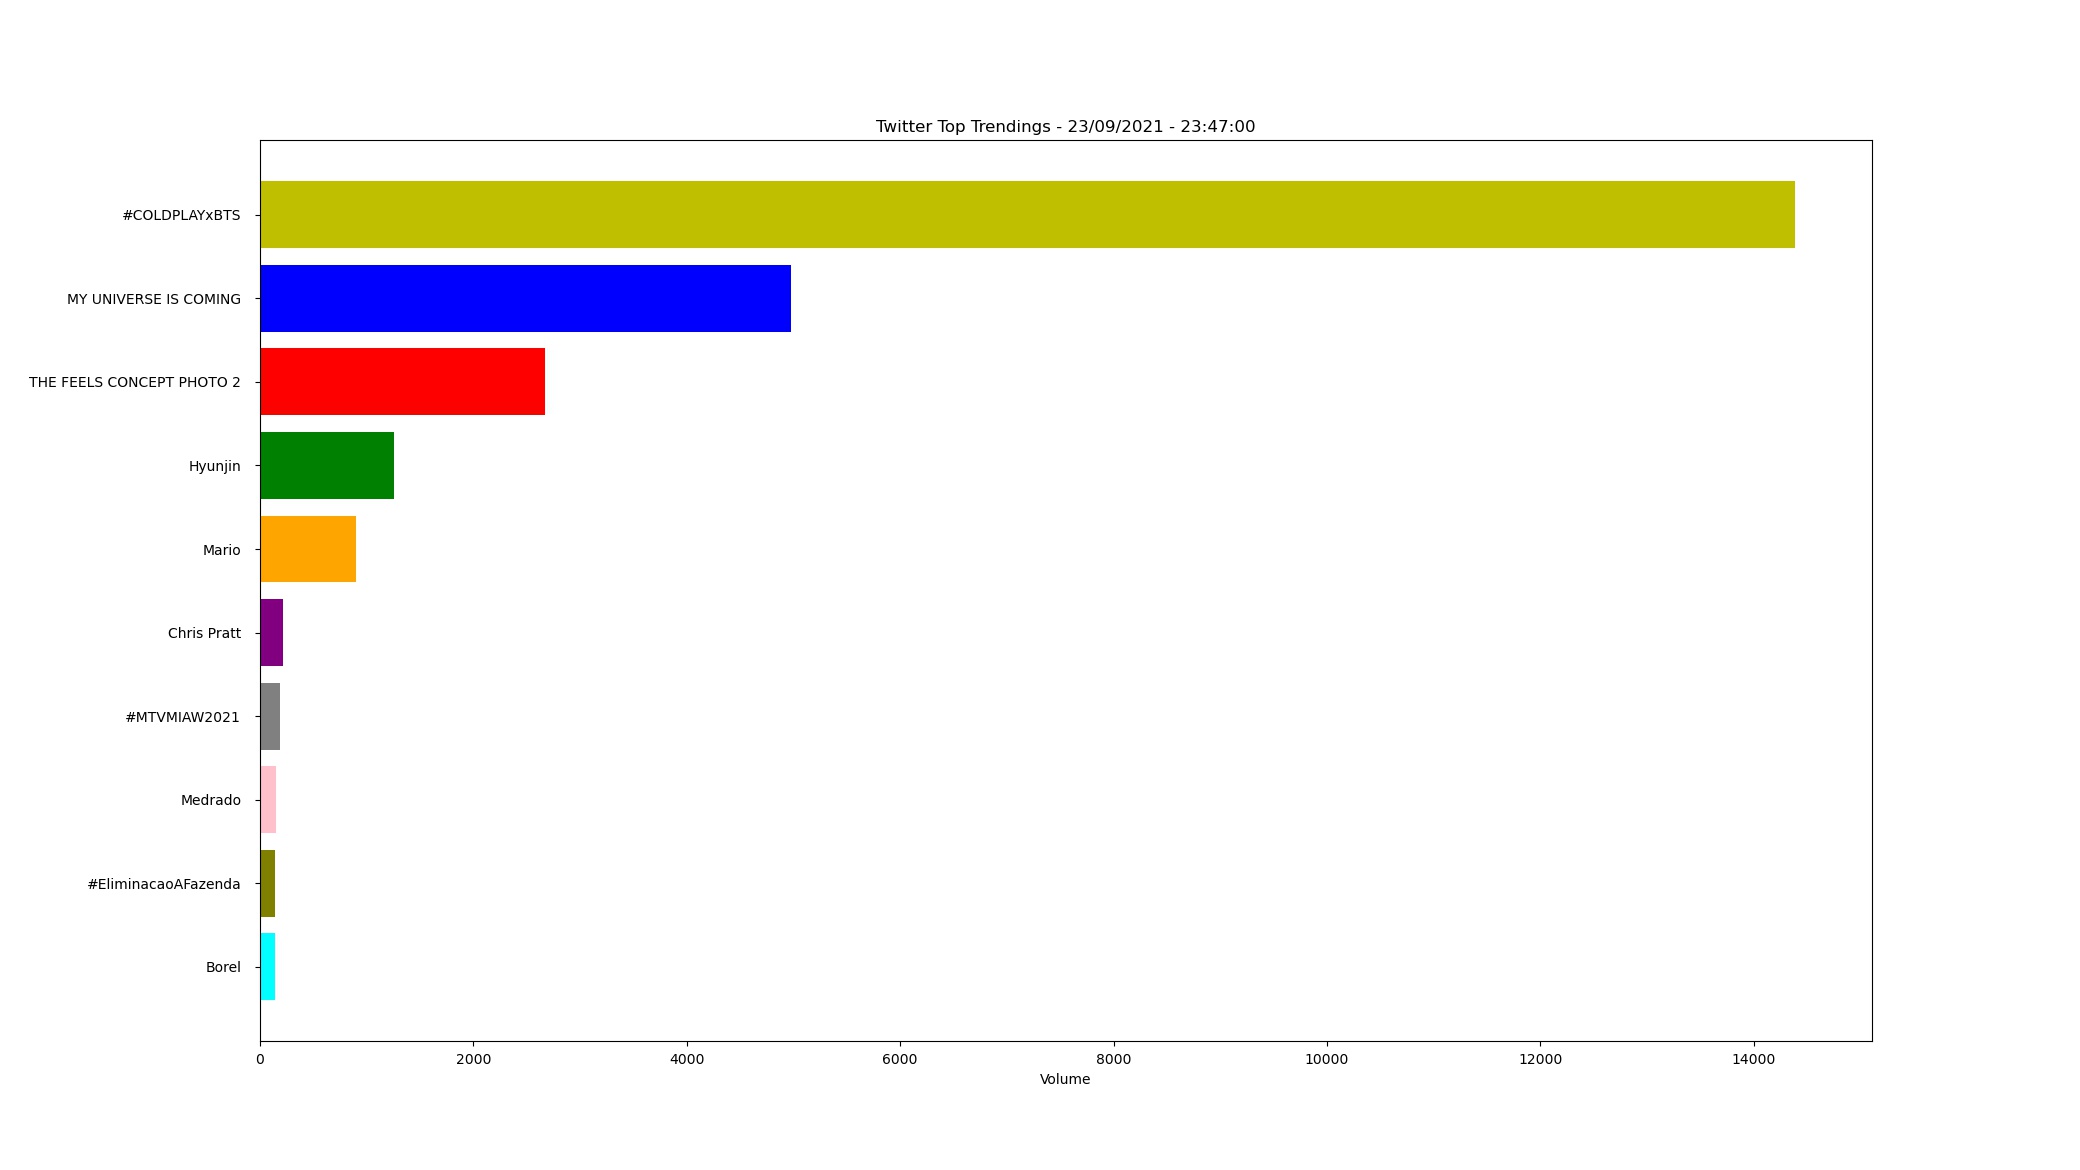 Twitter Top Trendings - 23/09/2021 - 23:47:00
#COLDPLAYxBTS
MY UNIVERSE IS COMING
THE FEELS CONCEPT PHOTO 2
Hyunjin
Mario
Chris Pratt
#MTVMIAW2021
Medrado
#EliminacaoAFazenda
Borel
0 2000 4000 6000 8000 10000 12000 14000
Volume